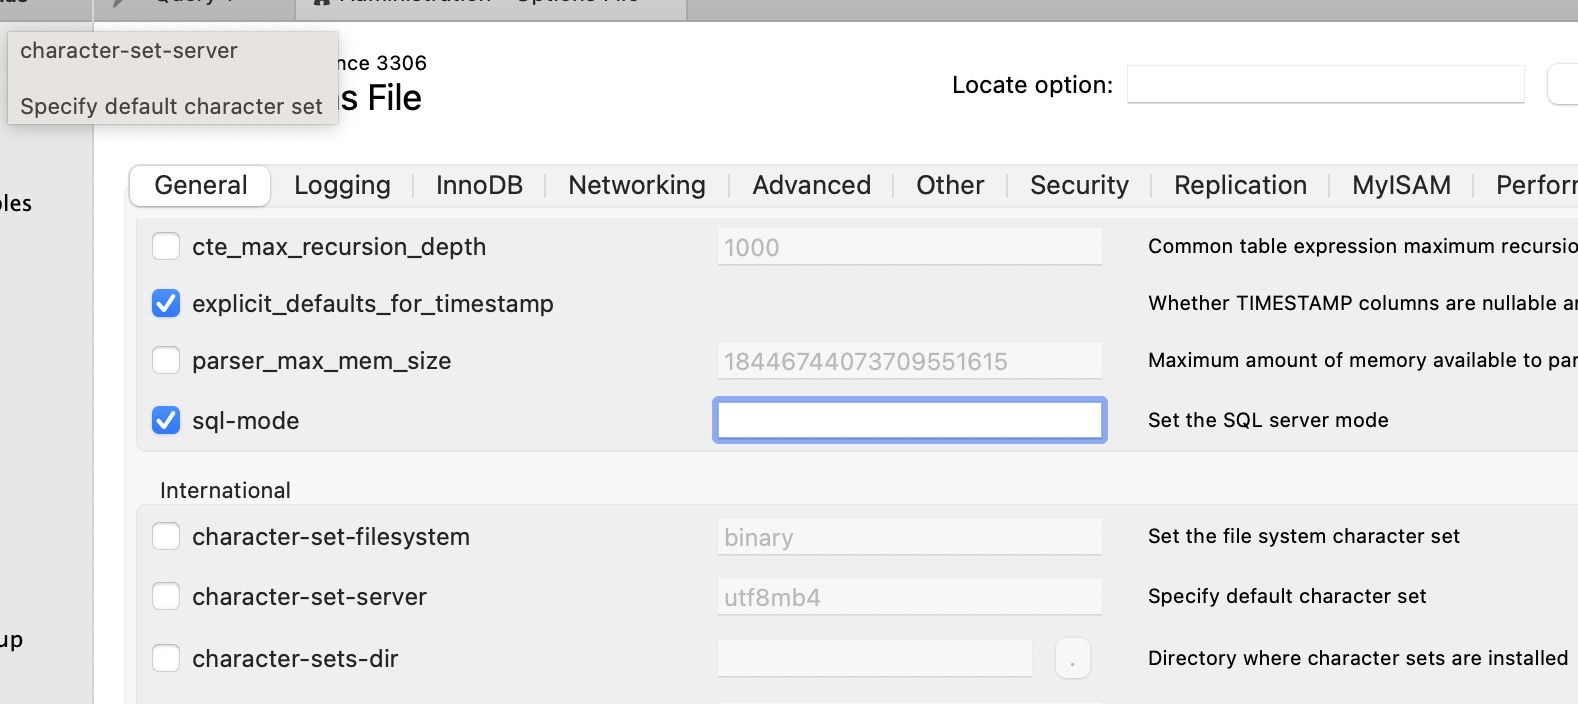 character-set-server
Specify default character set
nce 3306
s File
Locate option:
General Logging InnoDB Networking Advanced Other Security Replication MyISAM Perfor
cte_max_recursion_depth 1000 Common table expression maximum recursio
explicit_defaults_for_timestamp Whether TIMESTAMP columns are nullable a
parser_max_mem_size 18446744073709551615 Maximum amount of memory available to par
sql-mode Set the SQL server mode
International
character-set-filesystem binary Set the file system character set
character-set-server utf8mb4 Specify default character set
character-sets-dir . Directory where character sets are installed
les
up